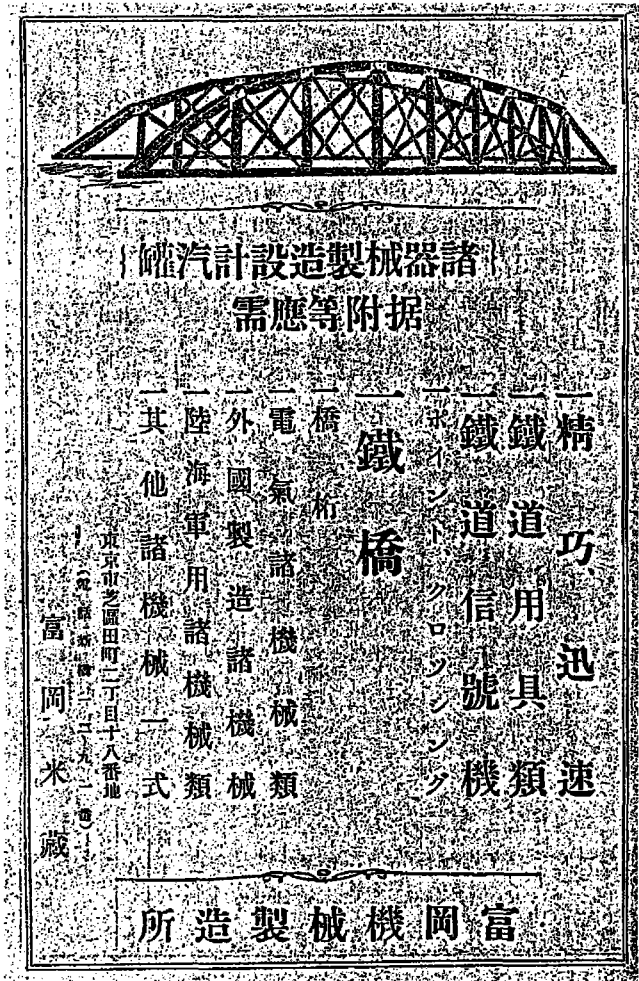 諸器械製造設計汽罐
据附等應需
一精巧迅速
一鐵道用具類
一鐵道信號機
一ポイント、クロツシング
一鐵橋
一橋桁
一電氣諸機械類
一外國製造諸機械
一陸海軍用諸機械類
一其他諸機械一式
東京市芝區田町二丁目十八番地
富岡米藏
富岡機械製造所